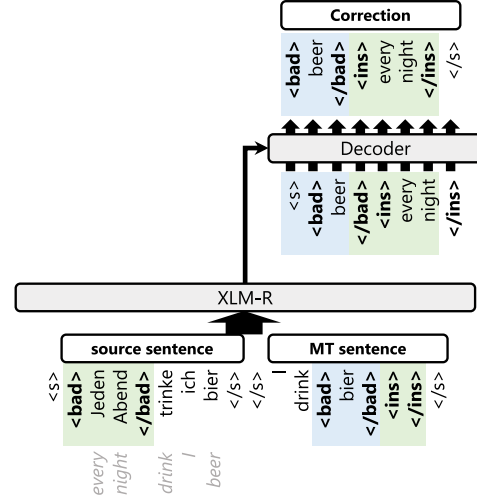 Correction
<bad> beer </bad> <ins> every night </ins> </s>
Decoder
<s> <bad> beer </bad> <ins> every night </ins>
XLM-R
source sentence MT sentence
<s> <bad> Jeden Abend </bad> trinke ich bier </s> </s> I drink <bad> bier </bad> <ins> </ins> </s>
every night drink I beer